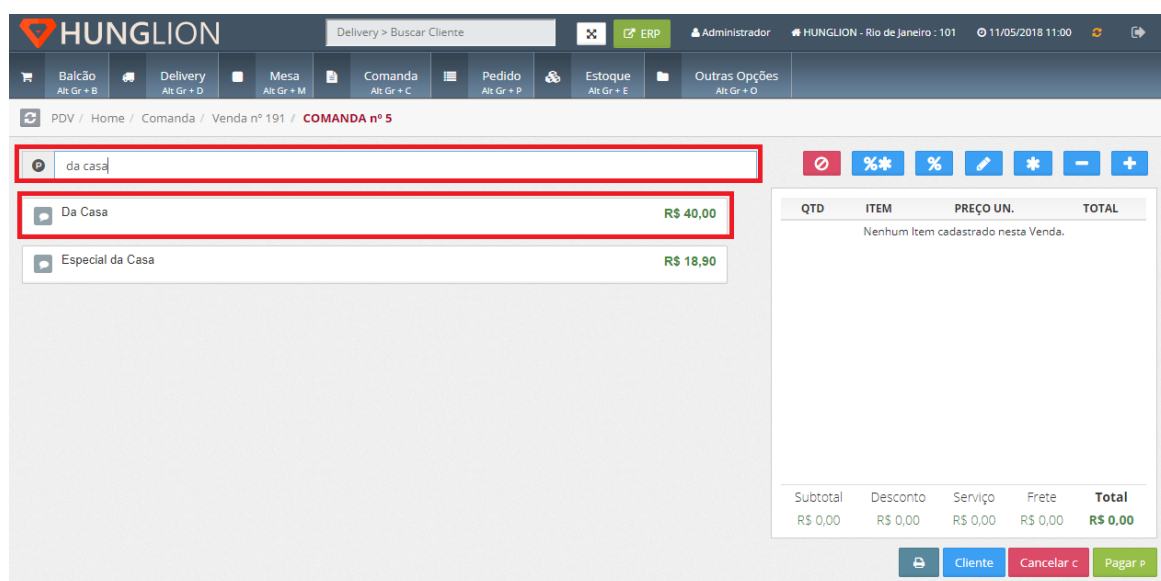 HUNGLION Delivery > Buscar Cliente ERP Administrador HUNGLION - Rio de Janeiro : 101 11/05/2018 11:00
Balcão Delivery Mesa Comanda Pedido Estoque Outras Opções
Alt Gr + B Alt Gr + D Alt Gr + M Alt Gr + C Alt Gr + P Alt Gr + E Alt Gr + O
PDV / Home / Comanda / Venda nº 191 / COMANDA nº 5
P da casa
Da Casa R$ 40,00
Especial da Casa R$ 18,90
%* % * - +
QTD ITEM PREÇO UN. TOTAL
Nenhum Item cadastrado nesta Venda.
Subtotal Desconto Serviço Frete Total
R$ 0,00 R$ 0,00 R$ 0,00 R$ 0,00 R$ 0,00
Cliente Cancelar C Pagar P